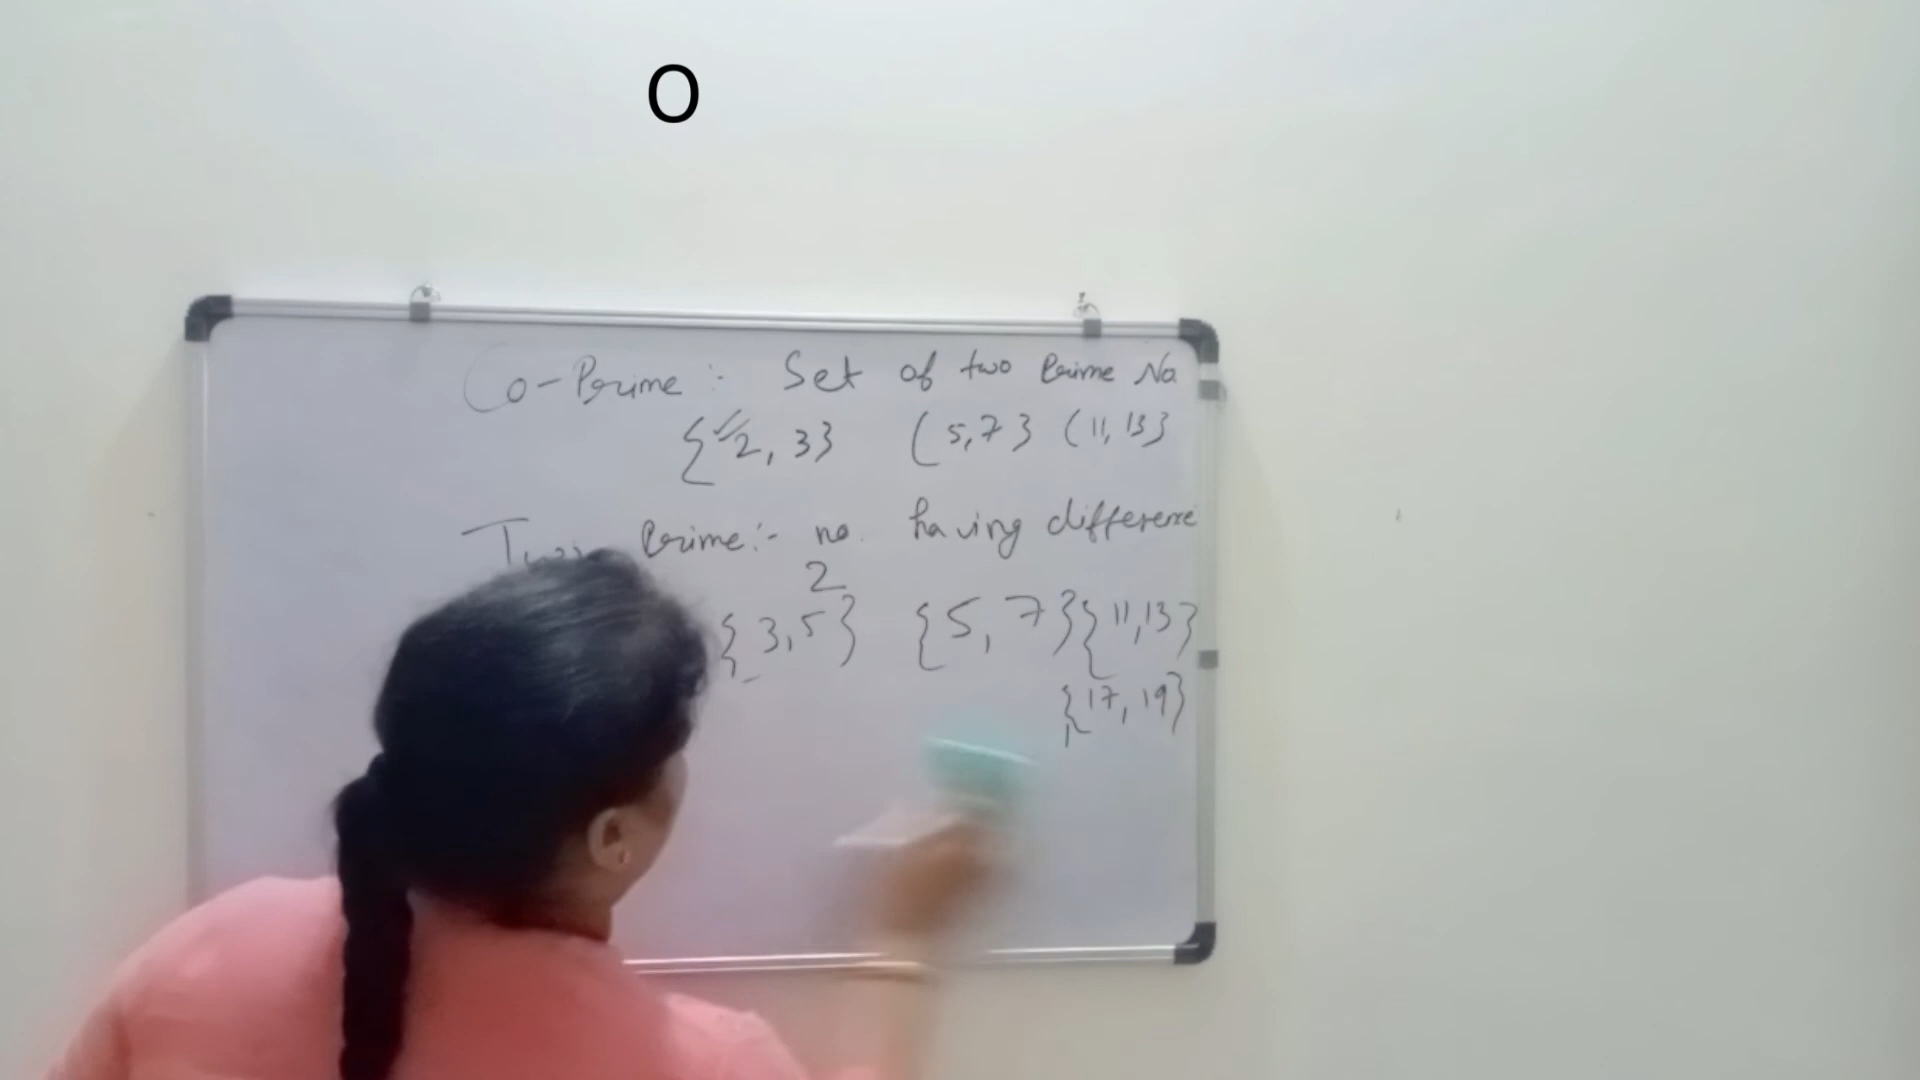 O
Co-Prime:- Set of two Prime No
{2, 3} (5,7} (11, 13}
Prime:- no. having difference
2
{3,5} {5, 7} {11,13}
{17, 19}